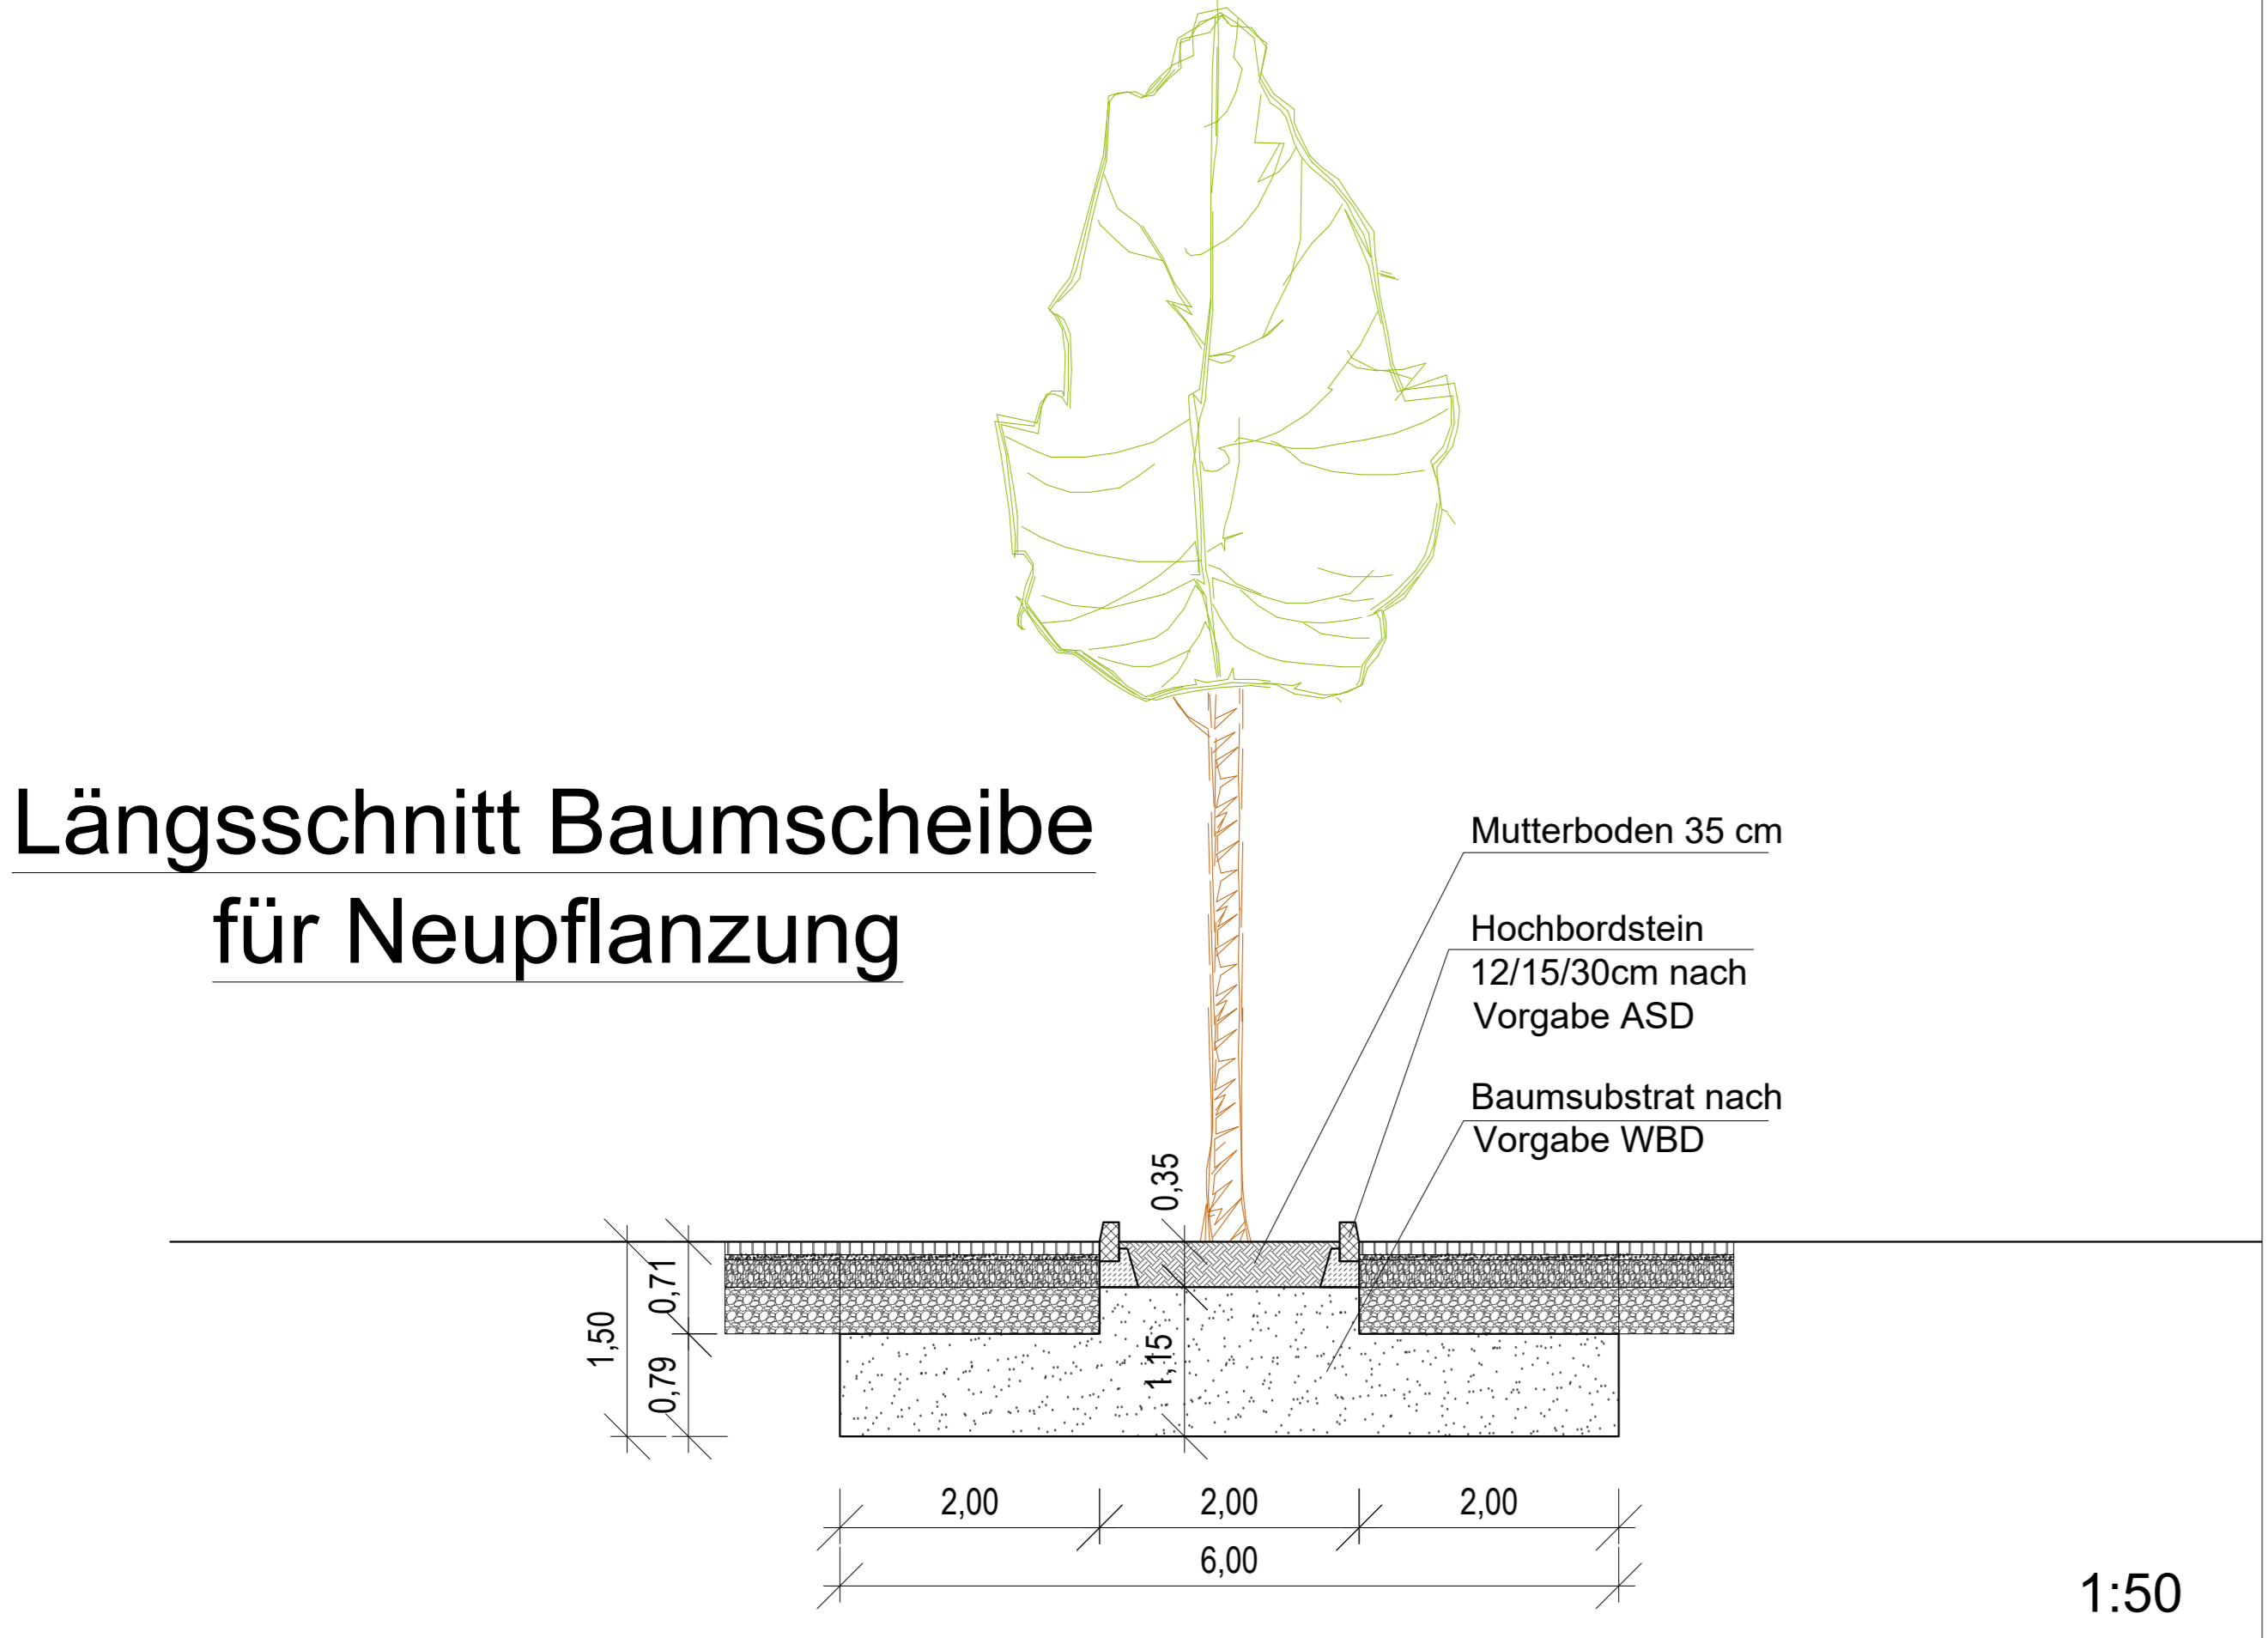 Längsschnitt Baumscheibe
für Neupflanzung
Mutterboden 35 cm
Hochbordstein
12/15/30cm nach
Vorgabe ASD
Baumsubstrat nach
Vorgabe WBD
0,35
0,71
1,50
0,79
1,15
2,00
2,00
2,00
6,00
1:50